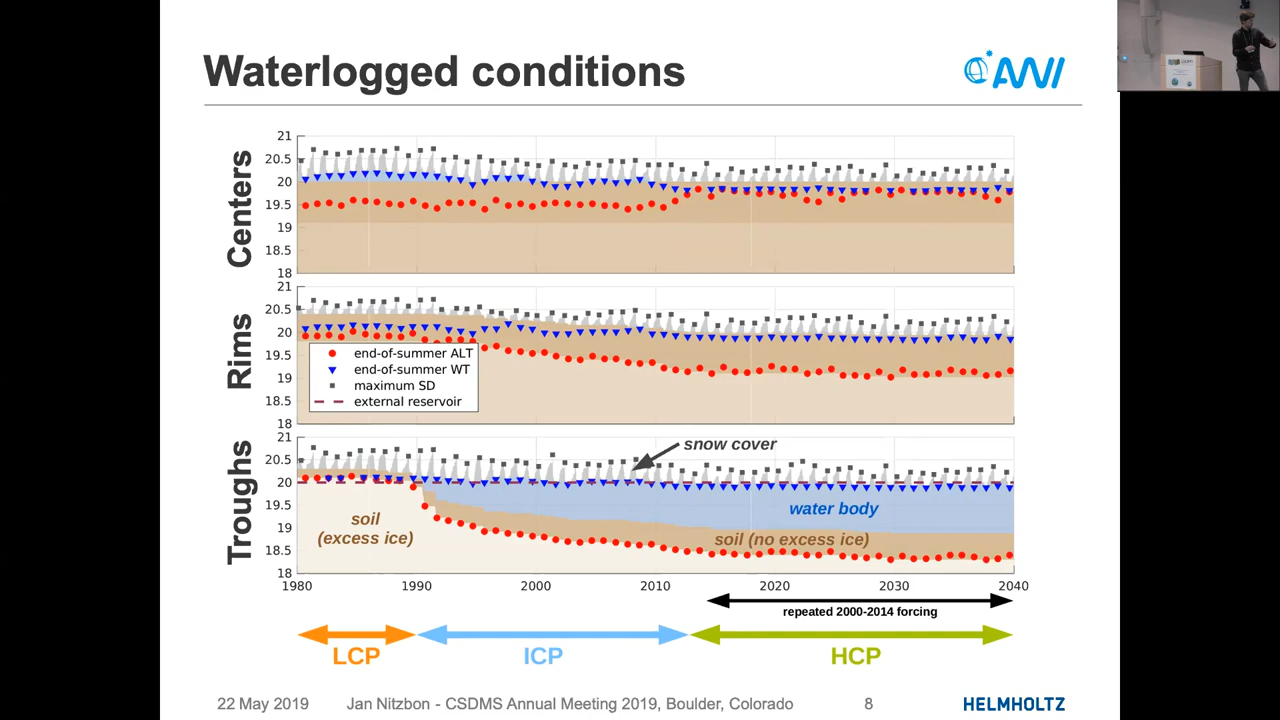 Waterlogged conditions
AWI
Centers
21
20.5
20
19.5
19
18.5
18
Rims
21
20.5
20
19.5
19
18.5
18
end-of-summer ALT
end-of-summer WT
maximum SD
external reservoir
Troughs
21
20.5
20
19.5
19
18.5
18
snow cover
water body
soil
(excess ice)
soil (no excess ice)
1980 1990 2000 2010 2020 2030 2040
repeated 2000-2014 forcing
LCP ICP HCP
22 May 2019 Jan Nitzbon - CSDMS Annual Meeting 2019, Boulder, Colorado 8 HELMHOLTZ